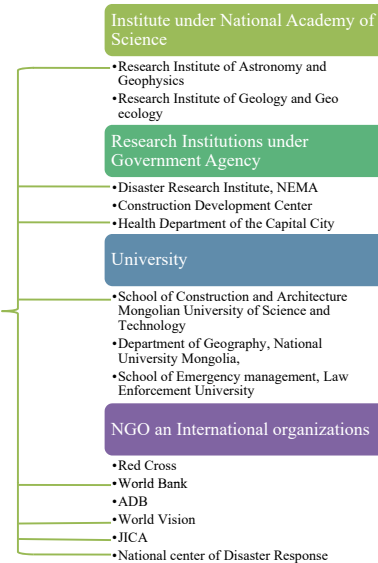 Institute under National Academy of
Science
•Research Institute of Astronomy and
Geophysics
•Research Institute of Geology and Geo
ecology
Research Institutions under
Government Agency
•Disaster Research Institute, NEMA
•Construction Development Center
•Health Department of the Capital City
University
•School of Construction and Architecture
Mongolian University of Science and
Technology
•Department of Geography, National
University Mongolia,
•School of Emergency management, Law
Enforcement University
NGO an International organizations
•Red Cross
•World Bank
•ADB
•World Vision
•JICA
•National center of Disaster Response